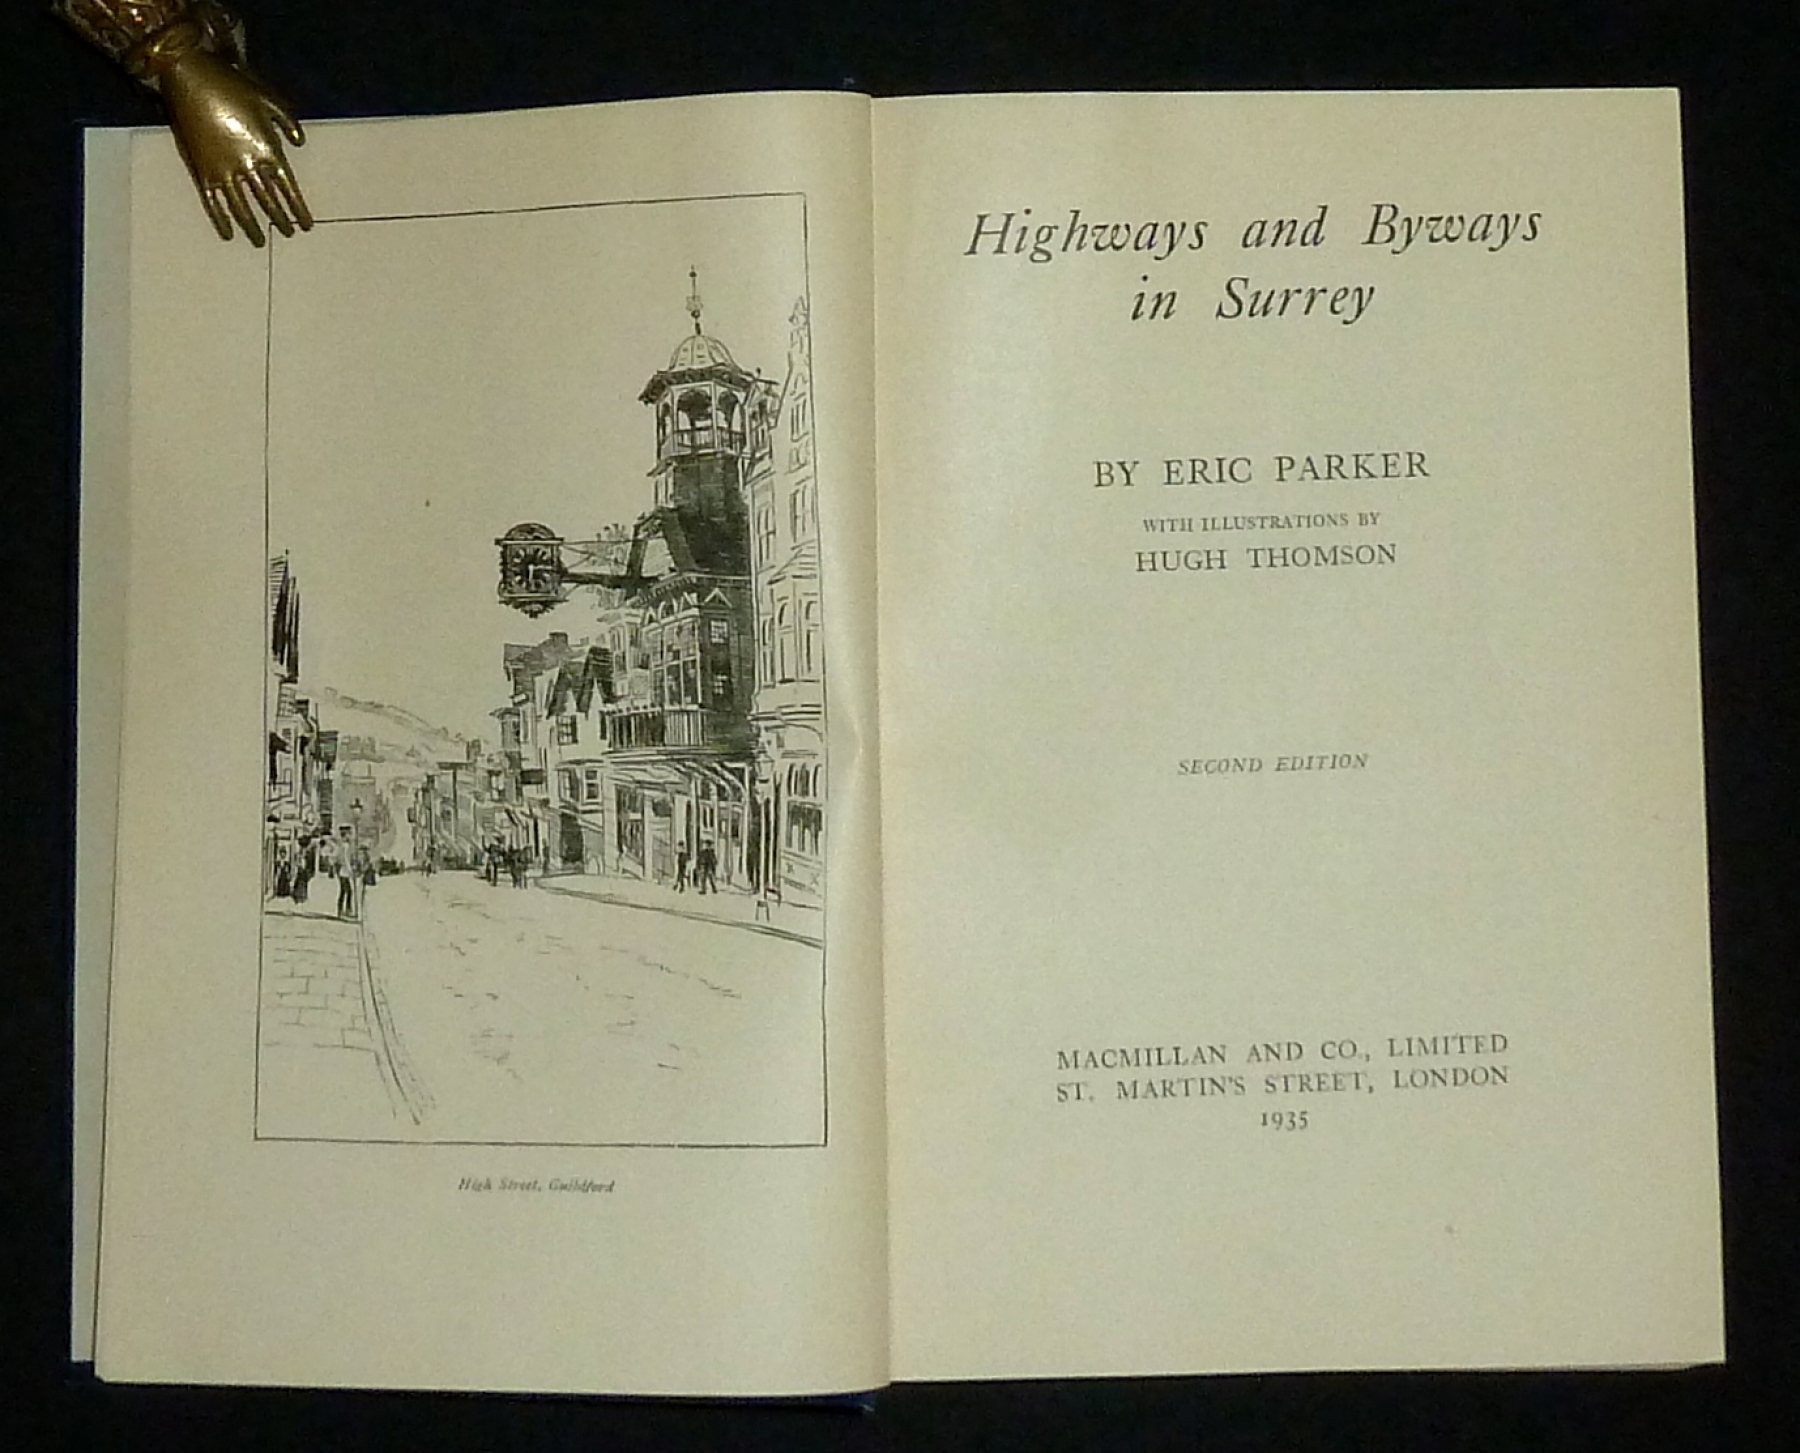 High Street, Guildford
Highways and Byways
in Surrey
BY ERIC PARKER
WITH ILLUSTRATIONS BY
HUGH THOMSON
SECOND EDITION
MACMILLAN AND CO., LIMITED
ST. MARTIN'S STREET, LONDON
1935